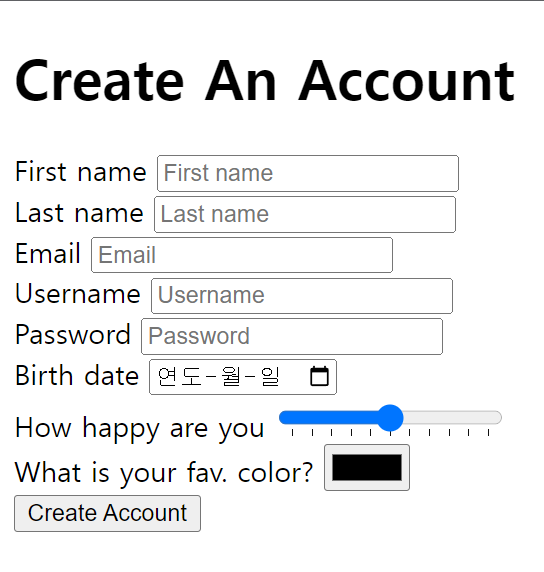 Create An Account
First name First name
Last name Last name
Email Email
Username Username
Password Password
Birth date 연도-월-일
How happy are you
What is your fav. color?
Create Account